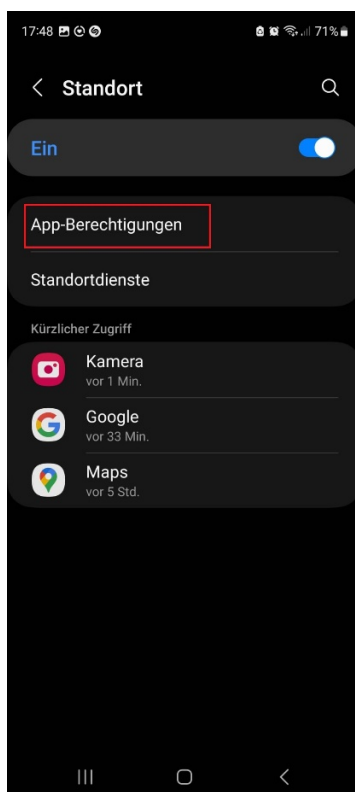 17:48 71%
Standort
Ein
App-Berechtigungen
Standortdienste
Kürzlicher Zugriff
Kamera
vor 1 Min.
Google
vor 33 Min.
Maps
vor 5 Std.